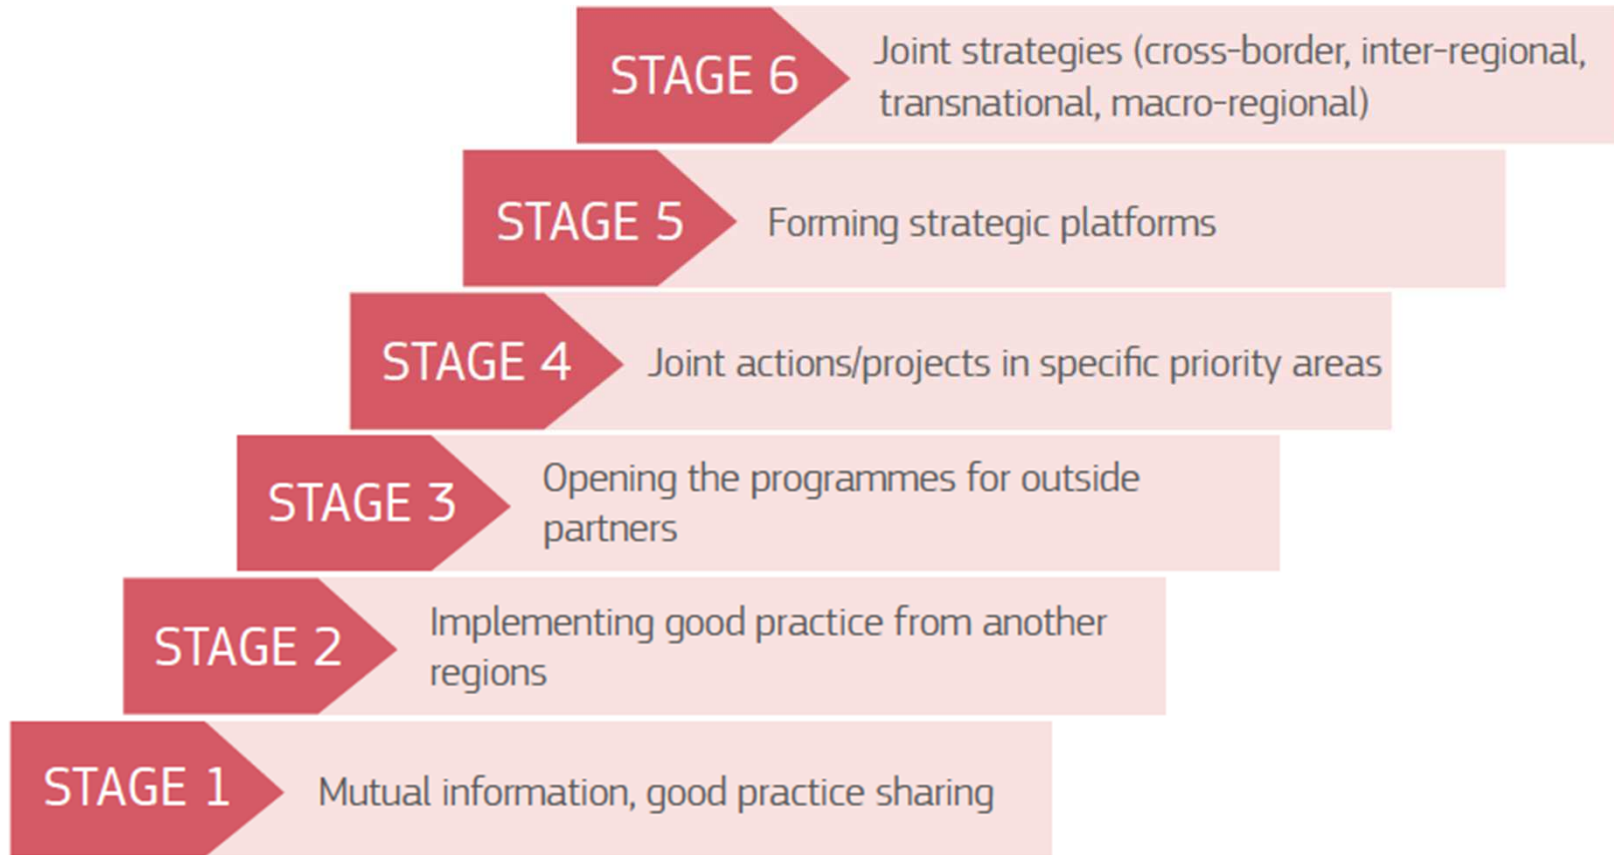 STAGE 6
Joint strategies (cross-border, inter-regional,
transnational, macro-regional)
STAGE 5
Forming strategic platforms
STAGE 4
Joint actions/projects in specific priority areas
STAGE 3
Opening the programmes for outside
partners
STAGE 2
Implementing good practice from another
regions
STAGE 1
Mutual information, good practice sharing